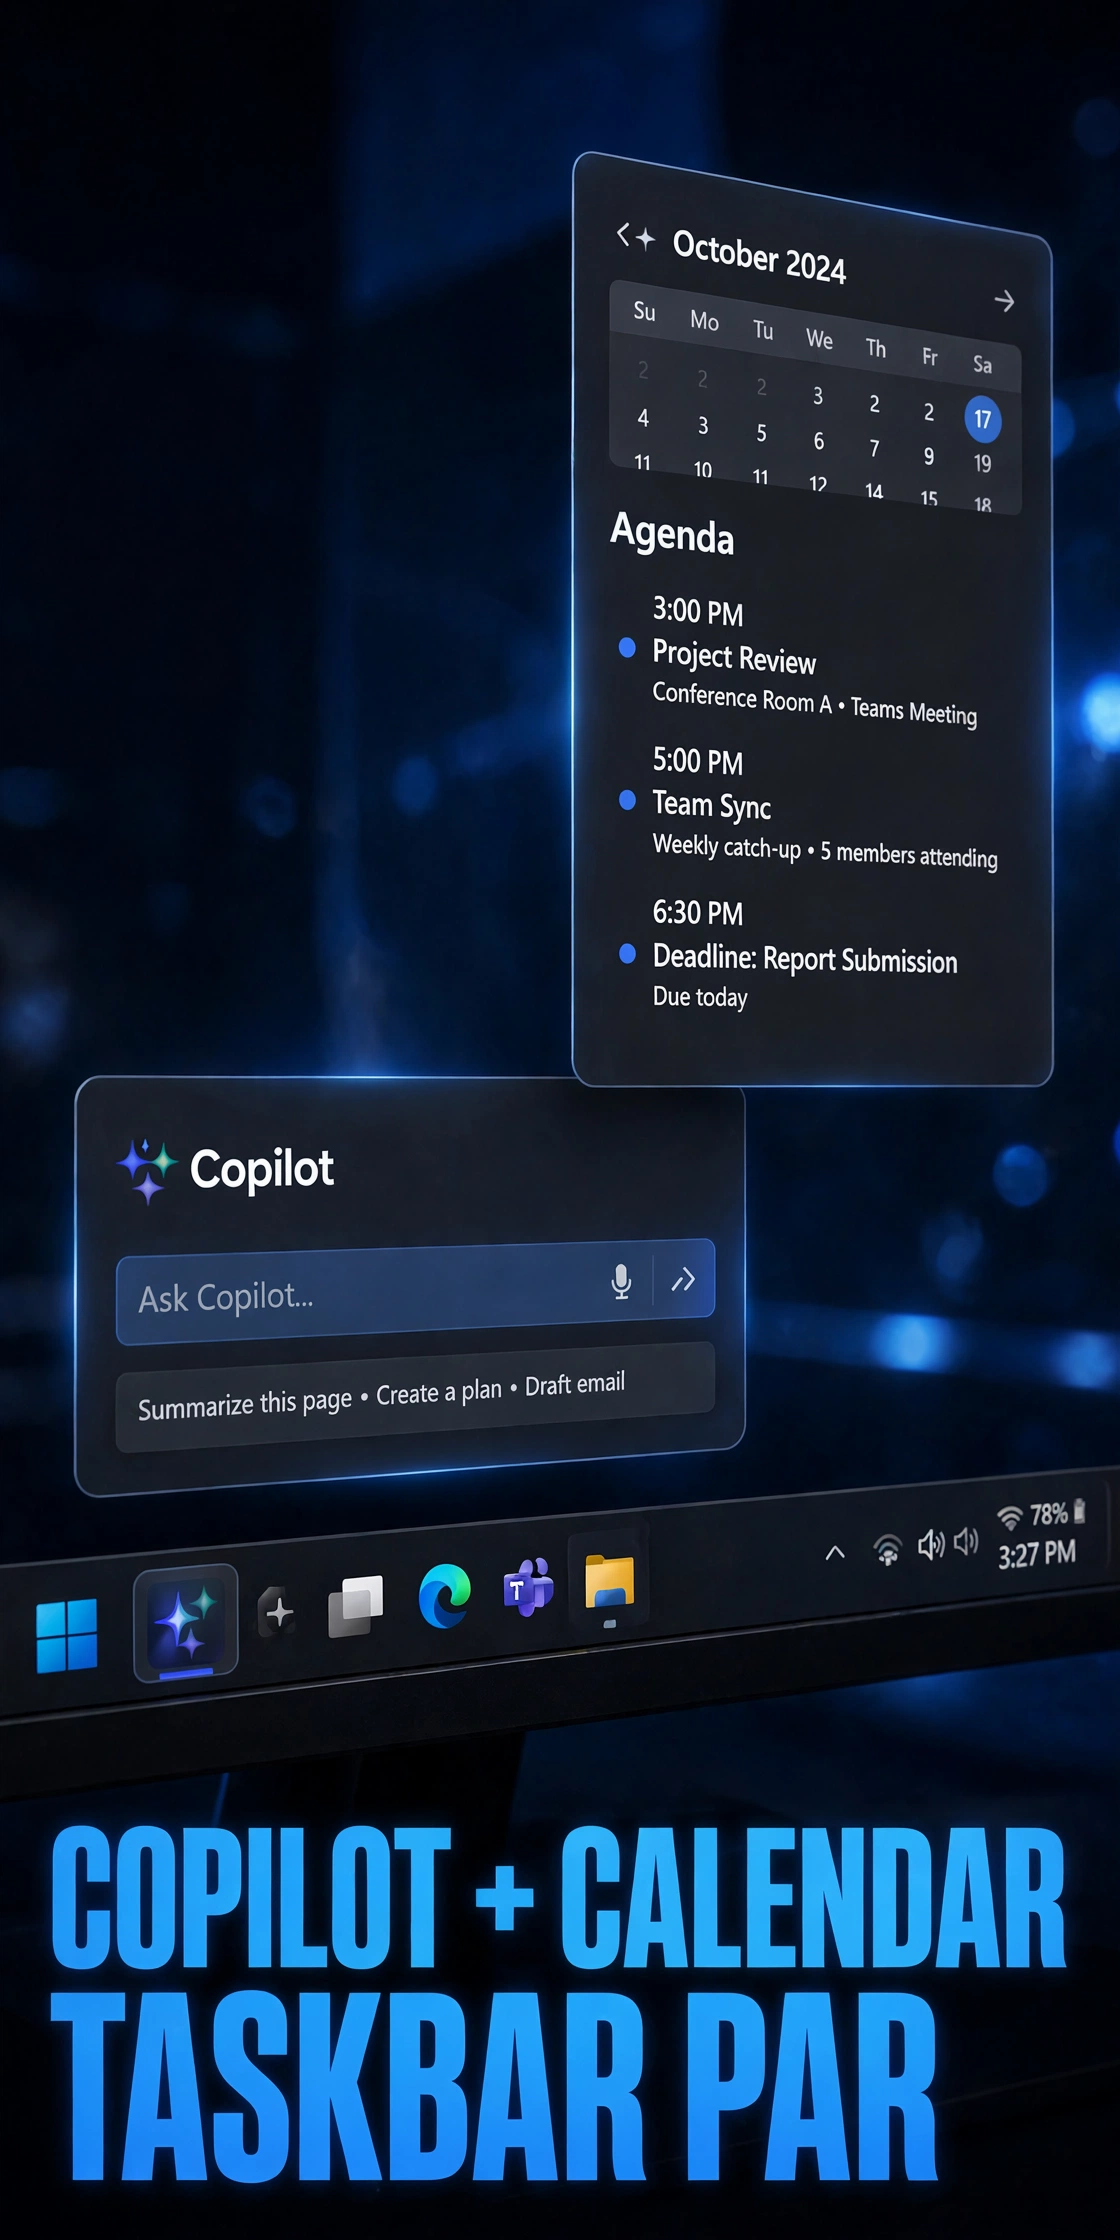 October 2024
Su Mo Tu We Th Fr Sa
2 2 2 3 2 2 17
4 3 5 6 7 9 19
11 10 11 12 14 15 18
Agenda
3:00 PM
Project Review
Conference Room A • Teams Meeting
5:00 PM
Team Sync
Weekly catch-up • 5 members attending
6:30 PM
Deadline: Report Submission
Due today
Copilot
Ask Copilot...
Summarize this page • Create a plan • Draft email
T
78%
3:27 PM
COPILOT + CALENDAR
TASKBAR PAR